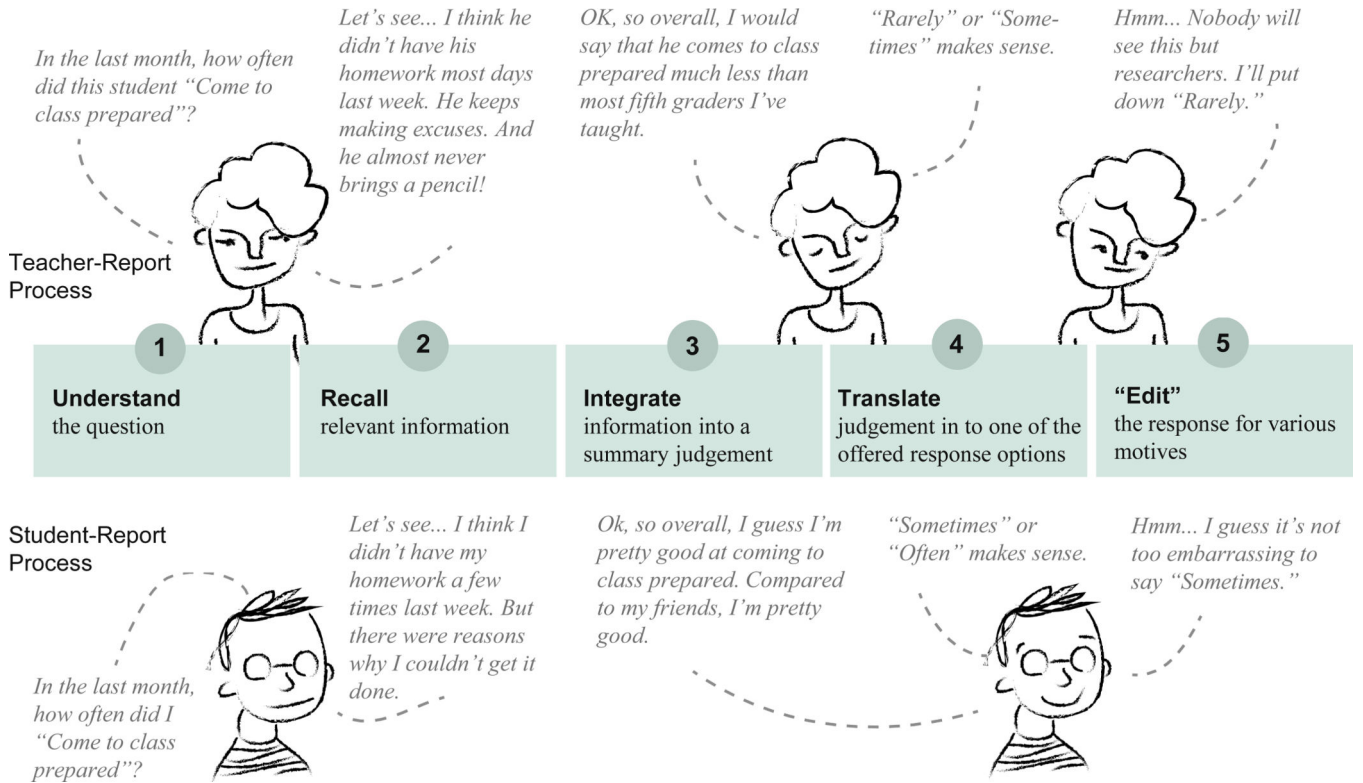 In the last month, how often
did this student “Come to
class prepared”?
Let’s see... I think he
didn’t have his
homework most days
last week. He keeps
making excuses. And
he almost never
brings a pencil!
OK, so overall, I would
say that he comes to class
prepared much less than
most fifth graders I’ve
taught.
“Rarely” or “Some-
times” makes sense.
Hmm... Nobody will
see this but
researchers. I’ll put
down “Rarely.”
Teacher-Report
Process
1
Understand
the question
2
Recall
relevant information
3
Integrate
information into a
summary judgement
4
Translate
judgement in to one of the
offered response options
5
“Edit”
the response for various
motives
Student-Report
Process
In the last month,
how often did I
“Come to class
prepared”?
Let’s see... I think I
didn’t have my
homework a few
times last week. But
there were reasons
why I couldn’t get it
done.
Ok, so overall, I guess I’m
pretty good at coming to
class prepared. Compared
to my friends, I’m pretty
good.
“Sometimes” or
“Often” makes sense.
Hmm... I guess it’s not
too embarrassing to
say “Sometimes.”